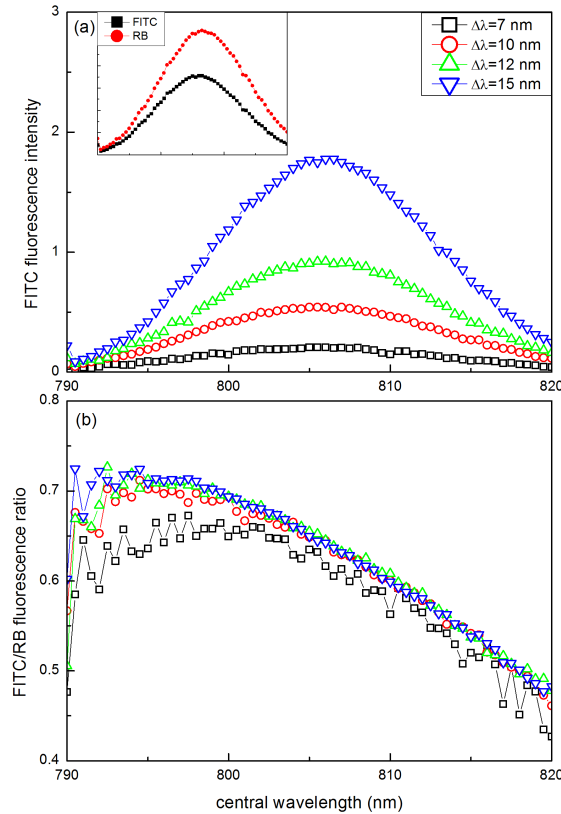 (a)
FITC
RB
Δλ=7 nm
Δλ=10 nm
Δλ=12 nm
Δλ=15 nm
3
2
1
0
FITC fluorescence intensity
790 800 810 820
(b)
0.8
0.7
0.6
0.5
0.4
FITC/RB fluorescence ratio
790 800 810 820
central wavelength (nm)